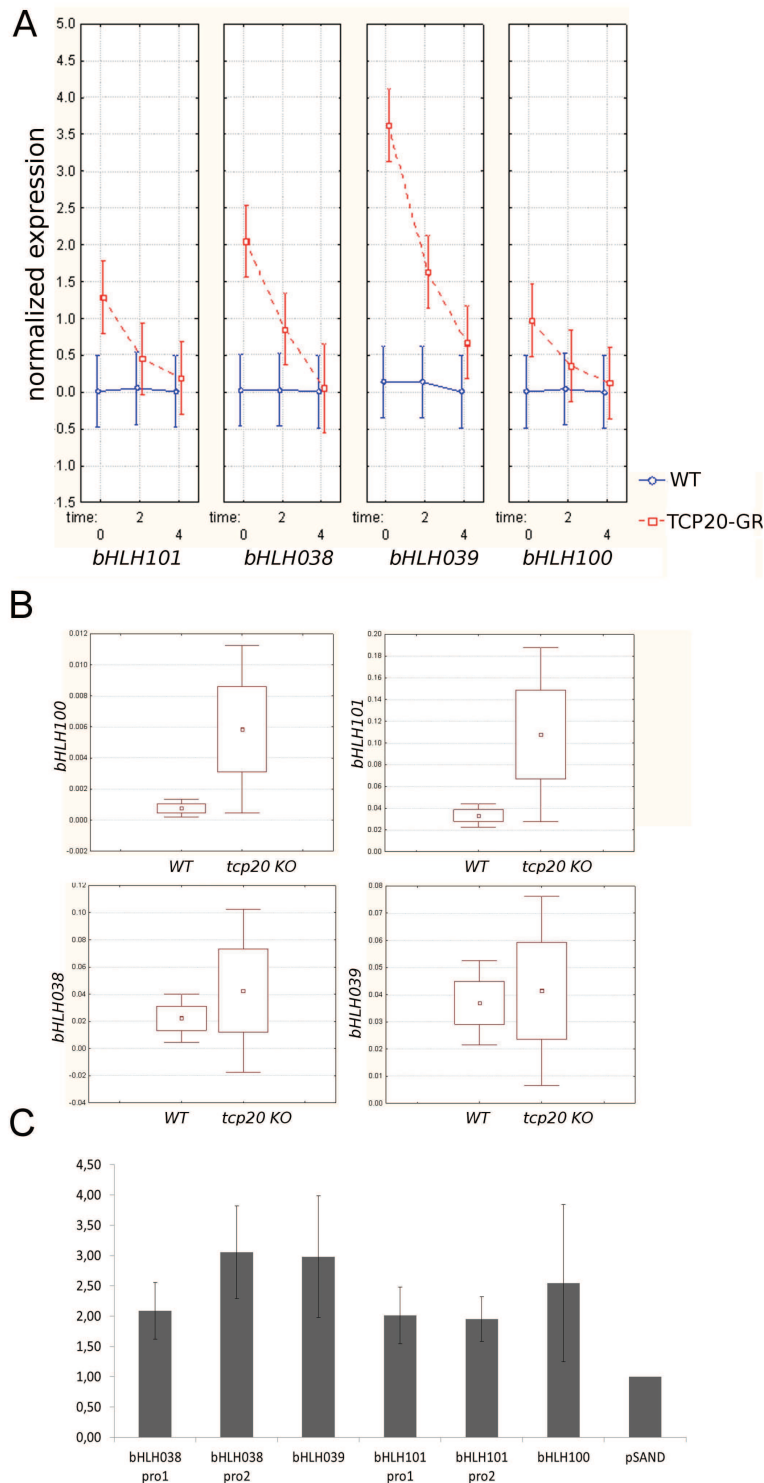 A
normalized expression
5.0
4.5
4.0
3.5
3.0
2.5
2.0
1.5
1.0
0.5
0.0
0.5
1.0
1.5
time: 0 2 4
time: 0 2 4
time: 0 2 4
time: 0 2 4
bHLH101 bHLH038 bHLH039 bHLH100
WT
TCP20-GR
B
bHLH100
0.012
0.010
0.008
0.006
0.004
0.002
0.000
-0.002
WT tcp20 KO
bHLH101
0.20
0.18
0.16
0.14
0.12
0.10
0.08
0.06
0.04
0.02
0.00
WT tcp20 KO
bHLH038
0.12
0.10
0.08
0.06
0.04
0.02
0.00
-0.02
-0.04
WT tcp20 KO
bHLH039
0.08
0.07
0.06
0.05
0.04
0.03
0.02
0.01
0.00
WT tcp20 KO
C
4,50
4,00
3,50
3,00
2,50
2,00
1,50
1,00
0,50
0,00
bHLH038 bHLH038 bHLH039 bHLH101 bHLH101 bHLH100 pSAND
pro1 pro2 pro1 pro2